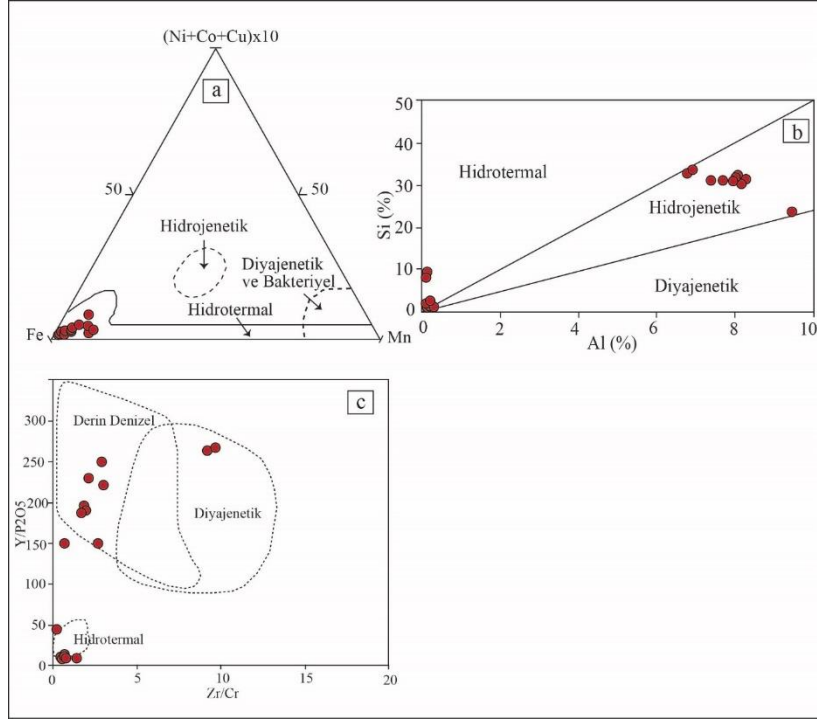 (Ni+Co+Cu)x10
a
50
50
Hidrojenetik
Diyajenetik
ve Bakteriyel
Hidrotermal
Fe
Mn
b
50
40
30
20
10
0
Si (%)
Hidrotermal
Hidrojenetik
Diyajenetik
0
2
4
6
8
10
Al (%)
c
300
250
200
150
100
50
0
Y/P2O5
Derin Denizel
Diyajenetik
Hidrotermal
0
5
10
15
20
Zr/Cr